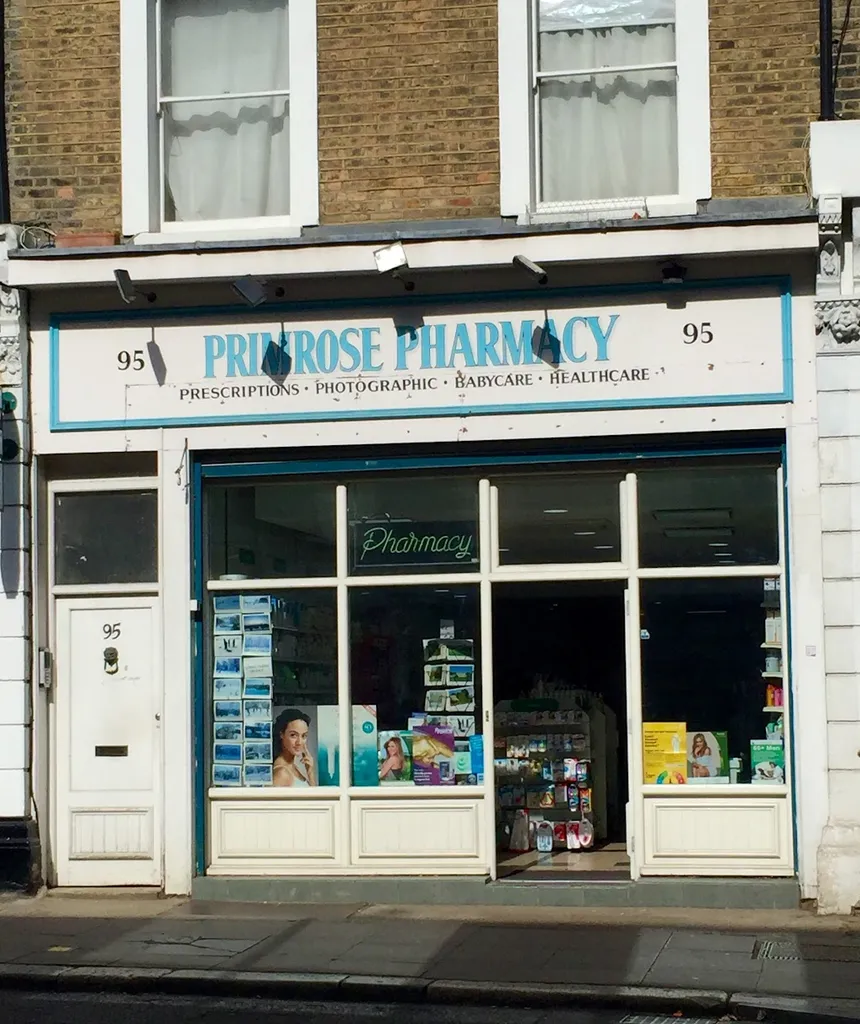 95 PRIMROSE PHARMACY 95
PRESCRIPTIONS • PHOTOGRAPHIC • BABYCARE • HEALTHCARE
Pharmacy
95